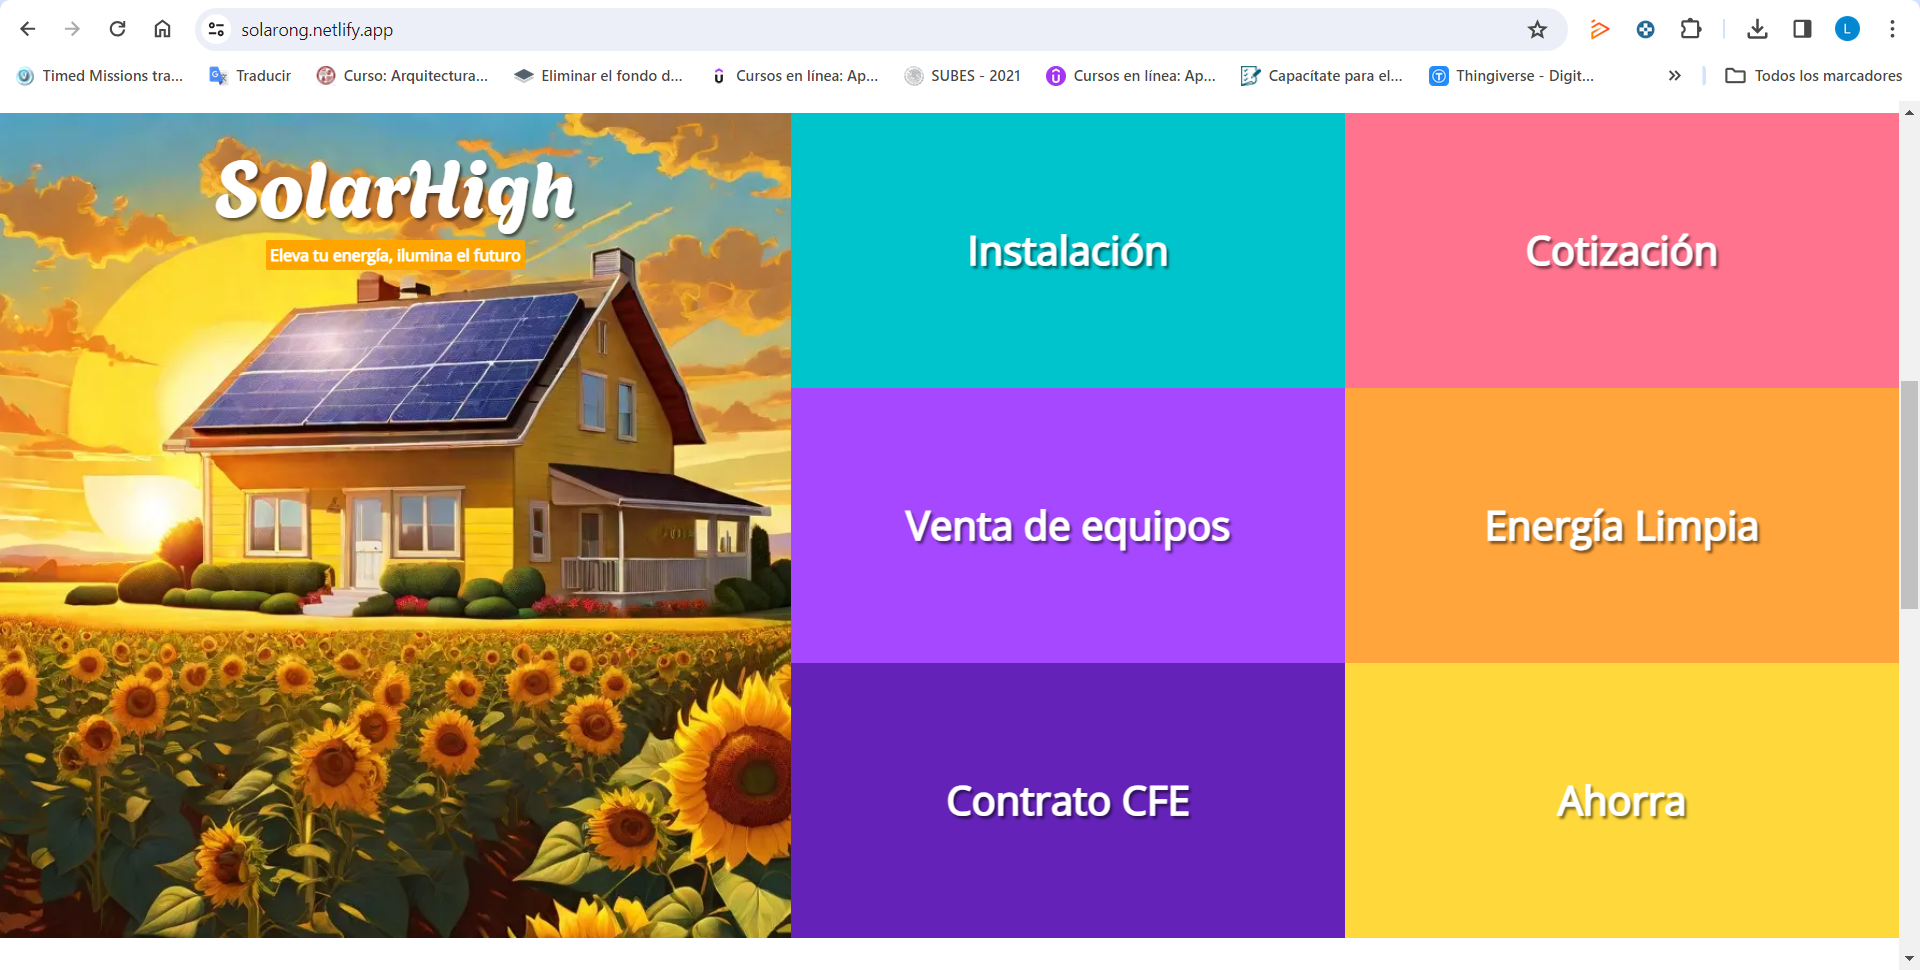 solarong.netlify.app
L
Timed Missions tra...
Traducir
Curso: Arquitectura...
Eliminar el fondo d...
Cursos en línea: Ap...
SUBES - 2021
Cursos en línea: Ap...
Capacítate para el...
Thingiverse - Digit...
Todos los marcadores
SolarHigh
Eleva tu energía, ilumina el futuro
Instalación
Cotización
Venta de equipos
Energía Limpia
Contrato CFE
Ahorra